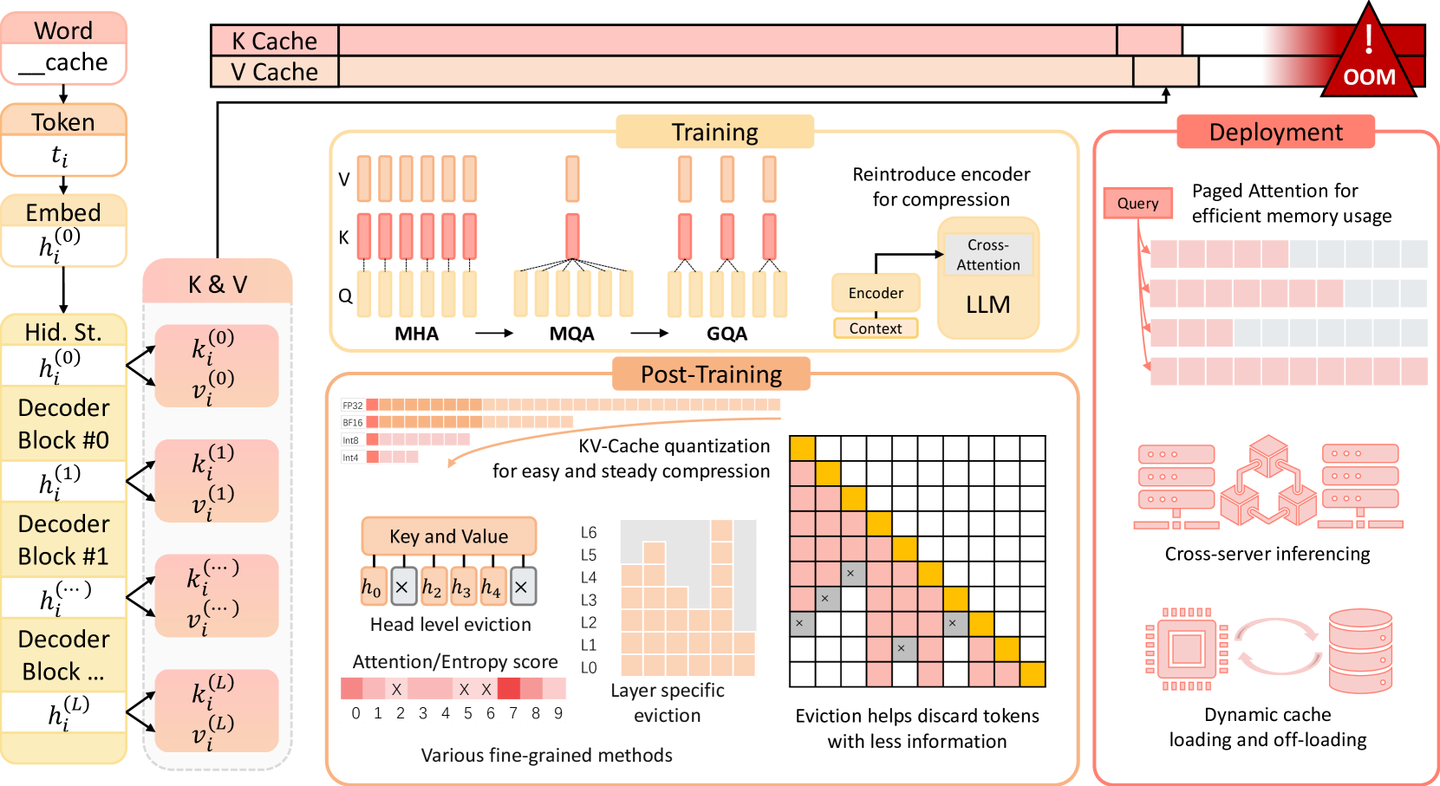 Word
__cache
Token
t_i
Embed
h_i^(0)
Hid. St.
h_i^(0)
Decoder
Block #0
h_i^(1)
Decoder
Block #1
h_i^(⋯)
Decoder
Block ...
h_i^(L)
K & V
k_i^(0)
v_i^(0)
k_i^(1)
v_i^(1)
k_i^(⋯)
v_i^(⋯)
k_i^(L)
v_i^(L)
K Cache
V Cache
!
OOM
Training
V
K
Q
MHA
MQA
GQA
Reintroduce encoder
for compression
Cross-
Attention
LLM
Encoder
Context
Post-Training
FP32
BF16
Int8
Int4
KV-Cache quantization
for easy and steady compression
Key and Value
h_0 × h_2 h_3 h_4 ×
Head level eviction
Attention/Entropy score
X X X
0 1 2 3 4 5 6 7 8 9
L6
L5
L4
L3
L2
L1
L0
Layer specific
eviction
Various fine-grained methods
×
×
× ×
×
Eviction helps discard tokens
with less information
Deployment
Query
Paged Attention for
efficient memory usage
Cross-server inferencing
Dynamic cache
loading and off-loading